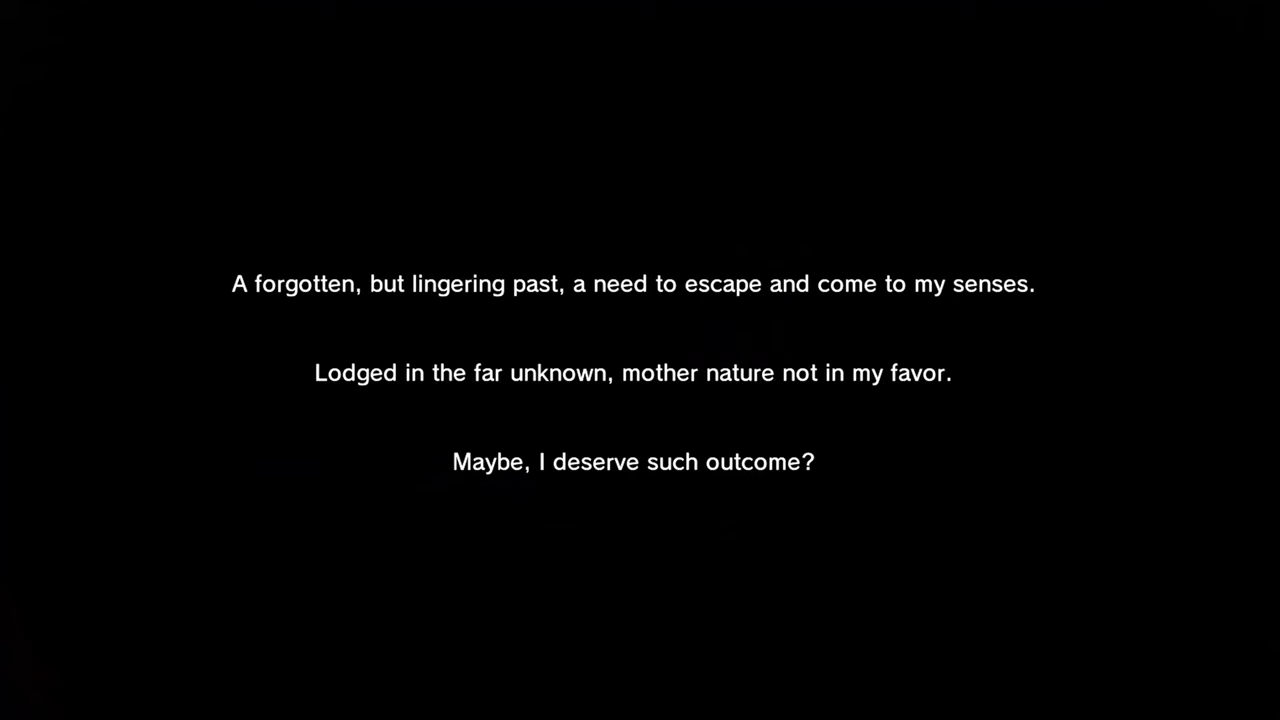 A forgotten, but lingering past, a need to escape and come to my senses.
Lodged in the far unknown, mother nature not in my favor.
Maybe, I deserve such outcome?